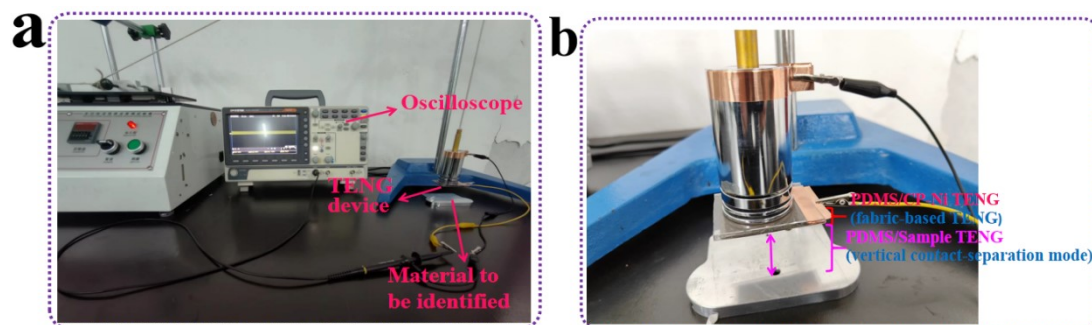 a
Oscilloscope
TENG
device
Material to
be identified
b
PDMS/CP-Ni TENG
(fabric-based TENG)
PDMS/Sample TENG
(vertical contact-separation mode)